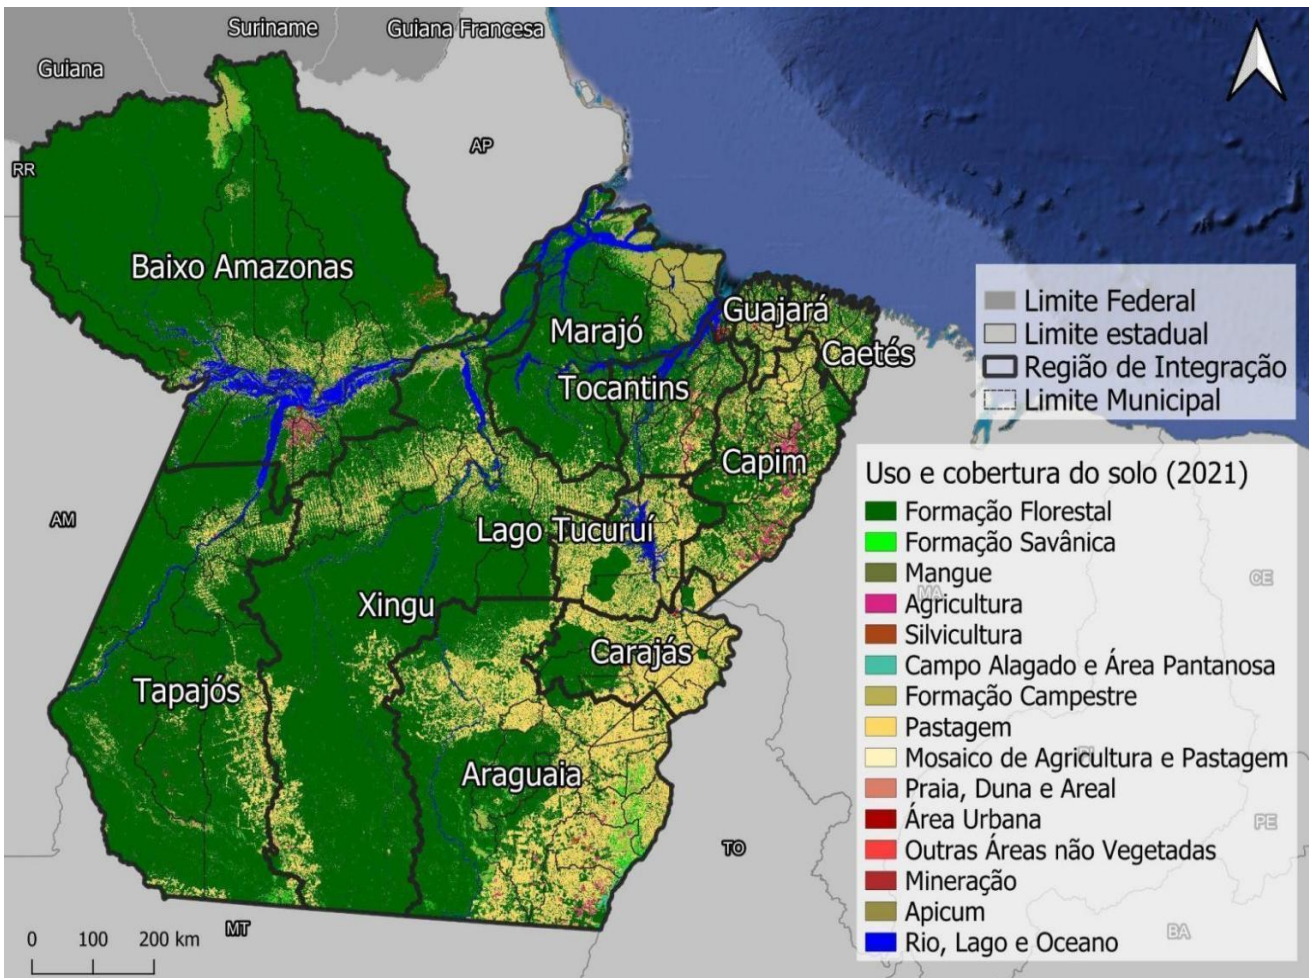 Suriname
Guiana Francesa
Guiana
AP
RR
Baixo Amazonas
Marajó
Guajará
Caetés
Tocantins
Capim
AM
Lago Tucuruí
Xingu
Carajás
Tapajós
Araguaia
TO
MT
0 100 200 km
Limite Federal
Limite estadual
Região de Integração
Limite Municipal
Uso e cobertura do solo (2021)
Formação Florestal
Formação Savânica
Mangue
Agricultura
Silvicultura
Campo Alagado e Área Pantanosa
Formação Campestre
Pastagem
Mosaico de Agricultura e Pastagem
Praia, Duna e Areal
Área Urbana
Outras Áreas não Vegetadas
Mineração
Apicum
Rio, Lago e Oceano
MA
CE
PI
PE
BA